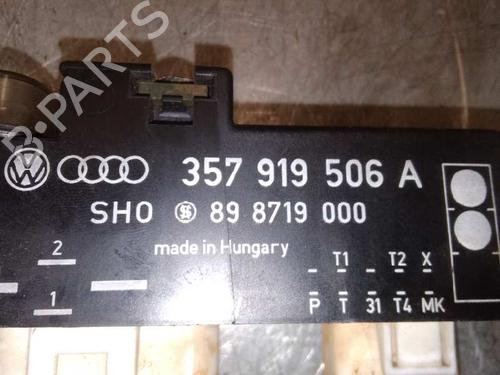 B-PARTS
357 919 506 A
SHO 89 8719 000
made in Hungary
2
1
- T1 - T2 X
P T 31 T4 MK